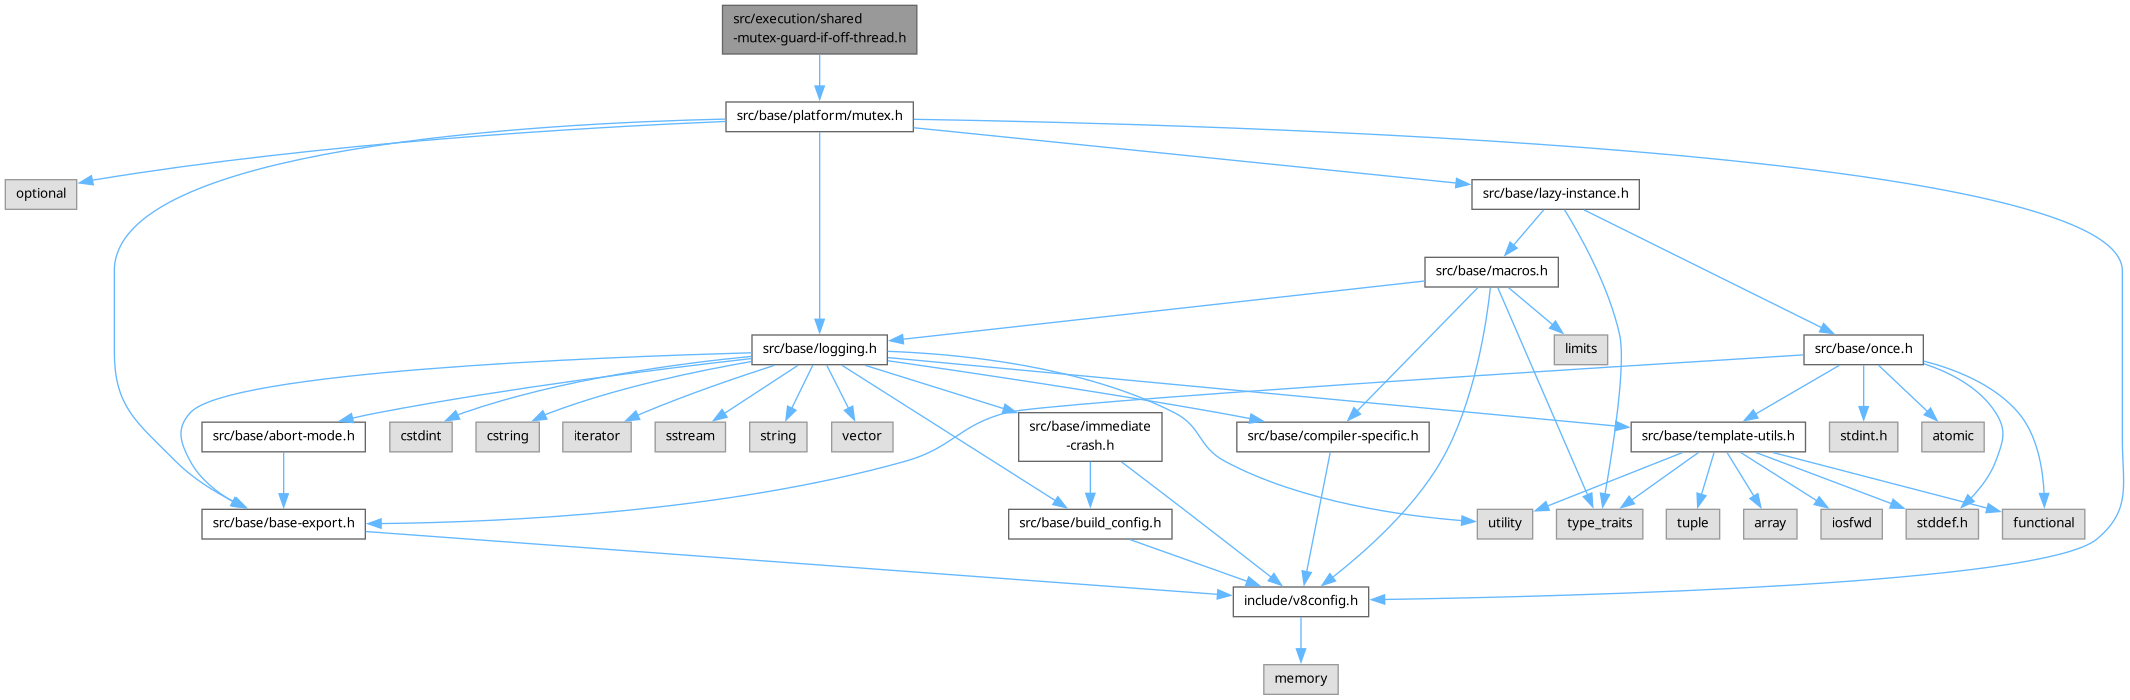 src/execution/shared
-mutex-guard-if-off-thread.h
src/base/platform/mutex.h
optional
src/base/lazy-instance.h
src/base/macros.h
src/base/logging.h
limits
src/base/once.h
src/base/abort-mode.h
cstdint
cstring
iterator
sstream
string
vector
src/base/immediate
-crash.h
src/base/compiler-specific.h
src/base/template-utils.h
stdint.h
atomic
src/base/base-export.h
src/base/build_config.h
utility
type_traits
tuple
array
iosfwd
stddef.h
functional
include/v8config.h
memory